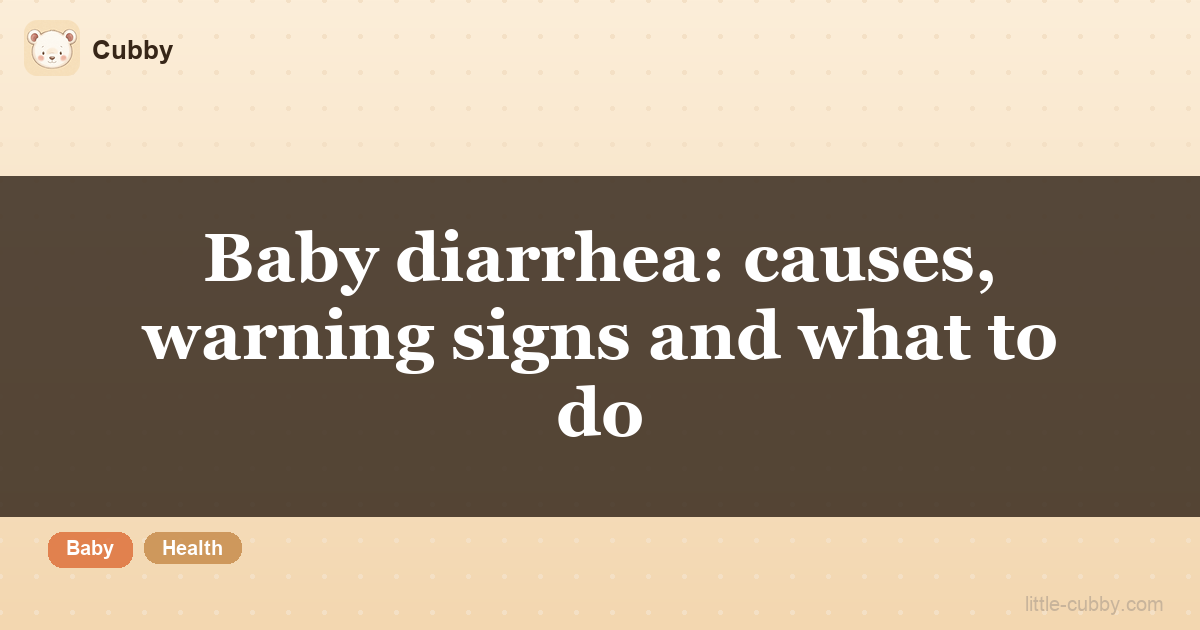 Cubby
Baby diarrhea: causes,
warning signs and what to
do
Baby
Health
little-cubby.com